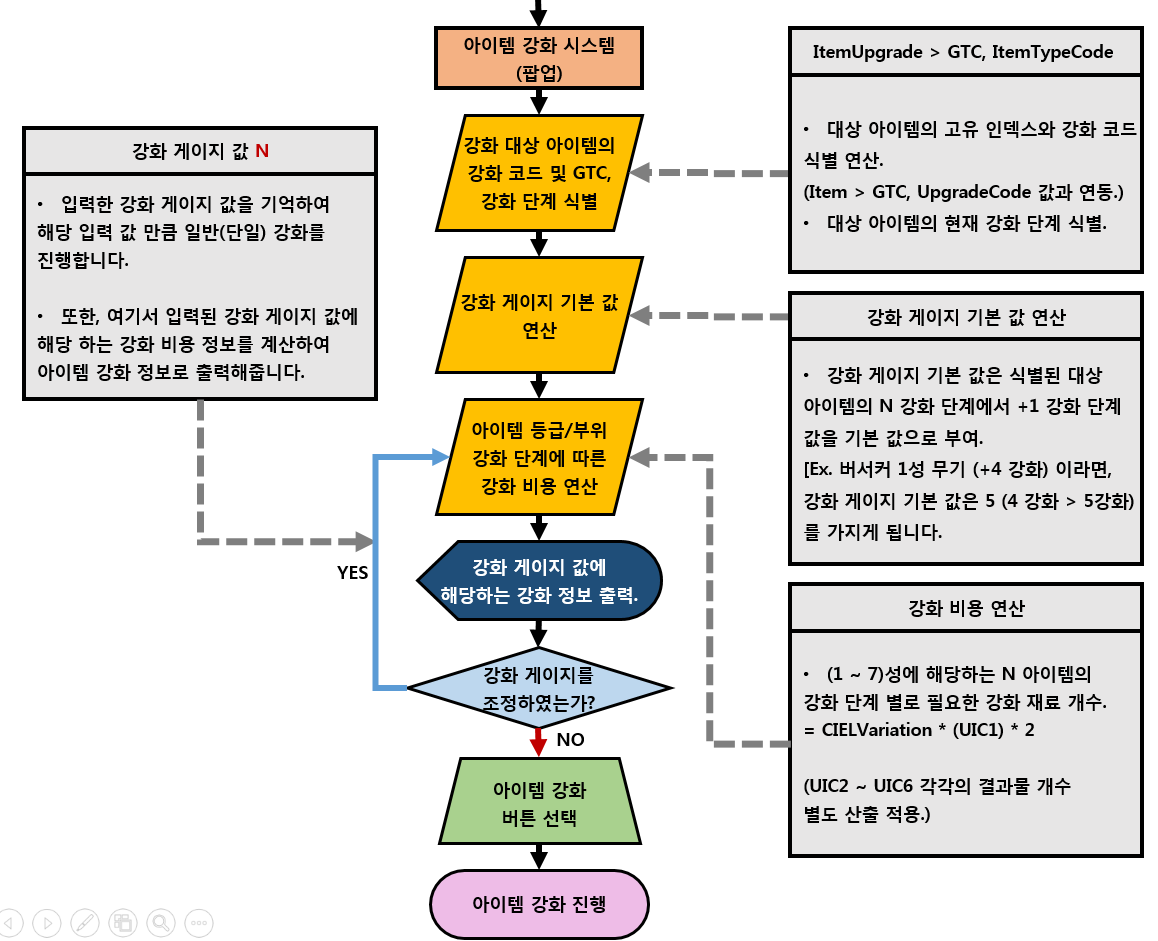 아이템 강화 시스템
(팝업)
강화 대상 아이템의
강화 코드 및 GTC,
강화 단계 식별
강화 게이지 기본 값
연산
아이템 등급/부위
강화 단계에 따른
강화 비용 연산
강화 게이지 값에
해당하는 강화 정보 출력.
강화 게이지를
조정하였는가?
YES
NO
아이템 강화
버튼 선택
아이템 강화 진행
강화 게이지 값 N
• 입력한 강화 게이지 값을 기억하여
해당 입력 값 만큼 일반(단일) 강화를
진행합니다.
• 또한, 여기서 입력된 강화 게이지 값에
해당 하는 강화 비용 정보를 계산하여
아이템 강화 정보로 출력해줍니다.
ItemUpgrade > GTC, ItemTypeCode
• 대상 아이템의 고유 인덱스와 강화 코드
식별 연산.
(Item > GTC, UpgradeCode 값과 연동.)
• 대상 아이템의 현재 강화 단계 식별.
강화 게이지 기본 값 연산
• 강화 게이지 기본 값은 식별된 대상
아이템의 N 강화 단계에서 +1 강화 단계
값을 기본 값으로 부여.
[Ex. 버서커 1성 무기 (+4 강화) 이라면,
강화 게이지 기본 값은 5 (4 강화 > 5강화)
를 가지게 됩니다.
강화 비용 연산
• (1 ~ 7)성에 해당하는 N 아이템의
강화 단계 별로 필요한 강화 재료 개수.
= CIELVariation * (UIC1) * 2
(UIC2 ~ UIC6 각각의 결과물 개수
별도 산출 적용.)